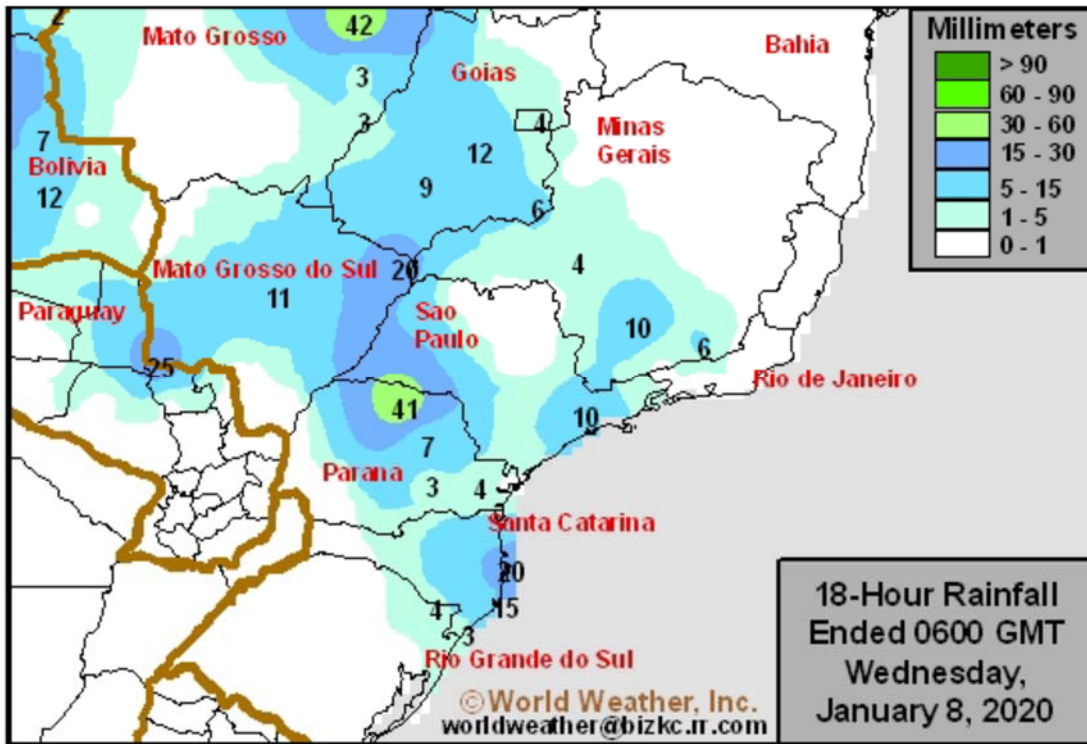 2
42
Mato Grosso
Bahia
Millimeters
> 90
60 - 90
30 - 60
15 - 30
5 - 15
1 - 5
0 - 1
3
Goias
3
4
Minas
Gerais
7
Bolivia
12
12
9
6
Mato Grosso do Sul
20
4
11
Paraguay
Sao
Paulo
10
6
25
Rio de Janeiro
41
10
7
Parana
3
4
Santa Catarina
20
4
15
3
Rio Grande do Sul
©World Weather, Inc.
worldweather@bizkc.rr.com
18-Hour Rainfall
Ended 0600 GMT
Wednesday,
January 8, 2020